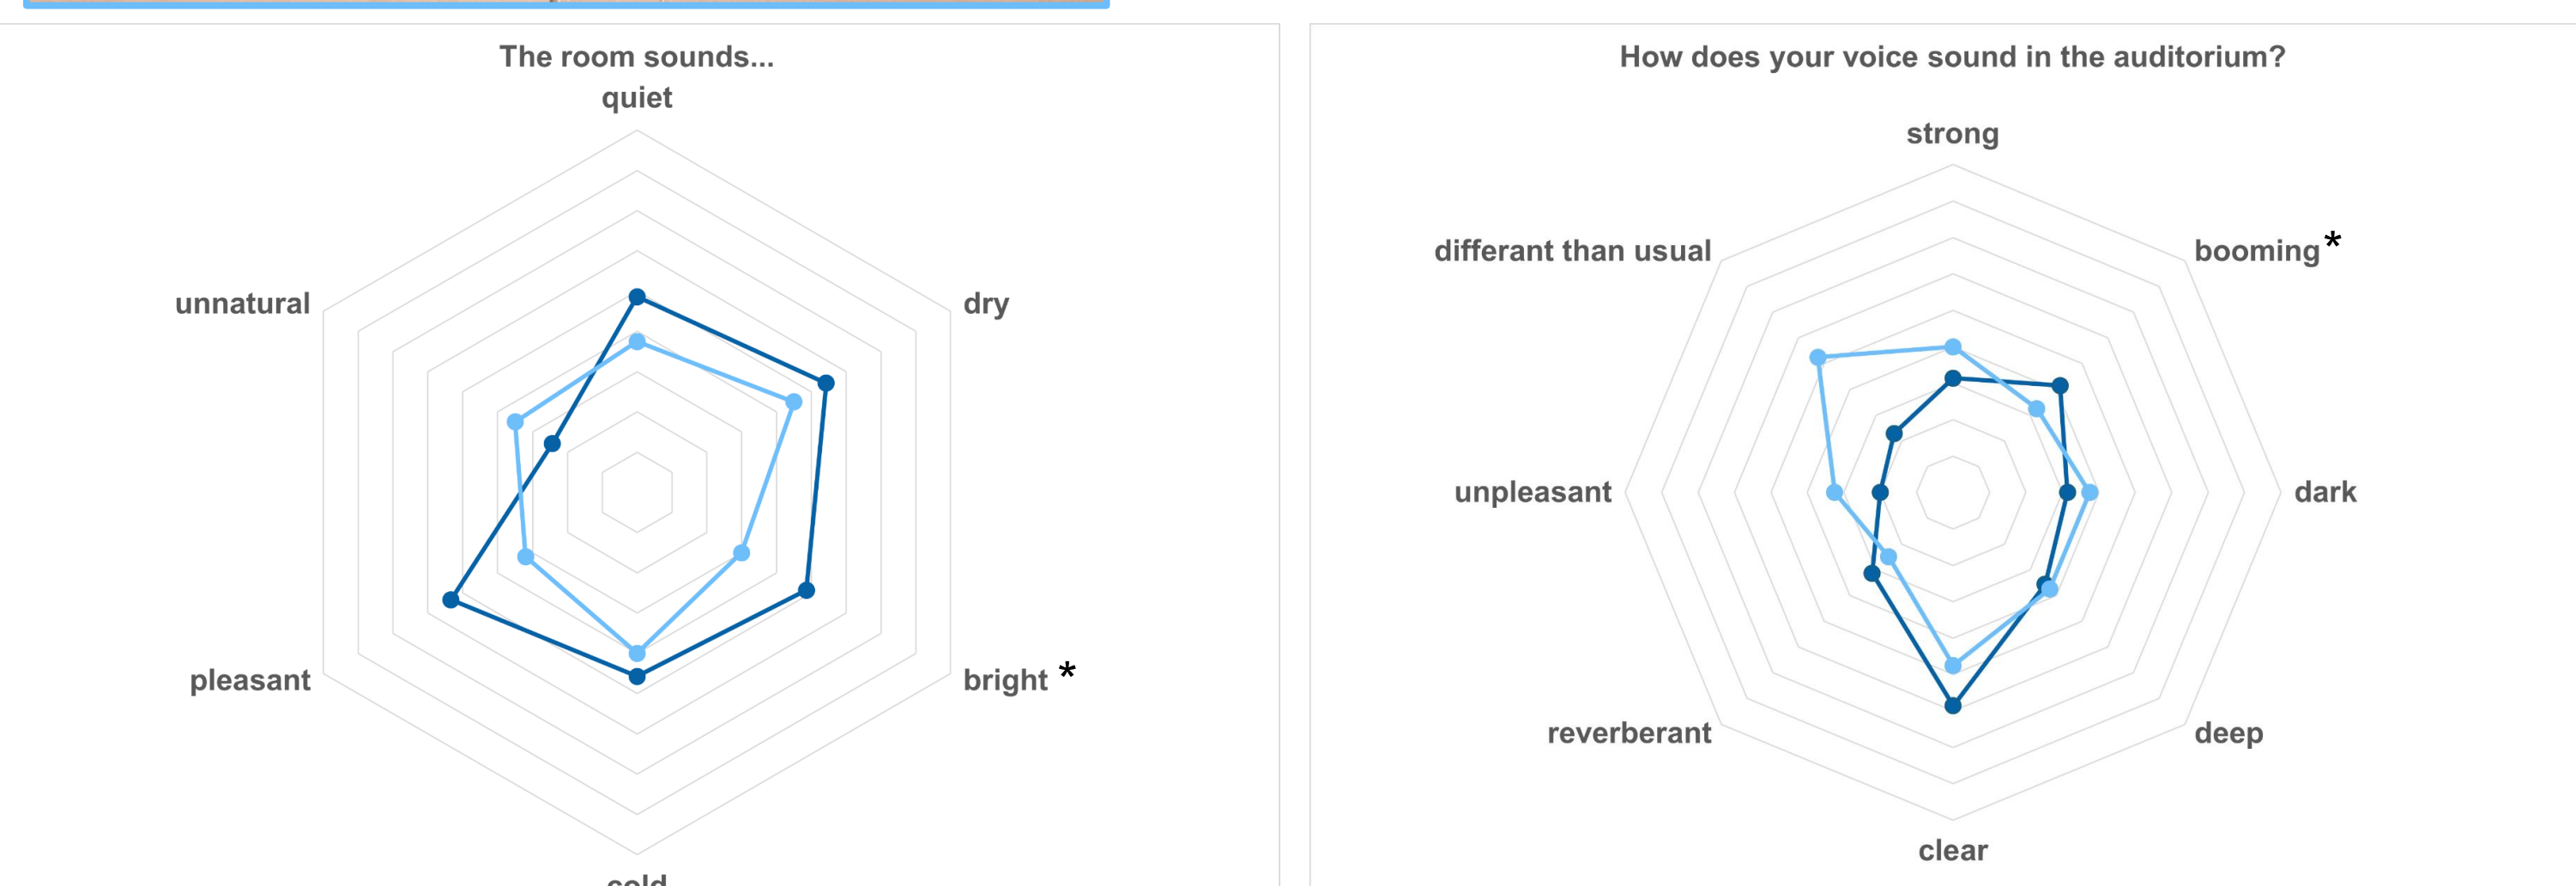 The room sounds...
quiet
unnatural
dry
pleasant
bright *
cold
How does your voice sound in the auditorium?
strong
differant than usual
booming*
unpleasant
dark
reverberant
deep
clear